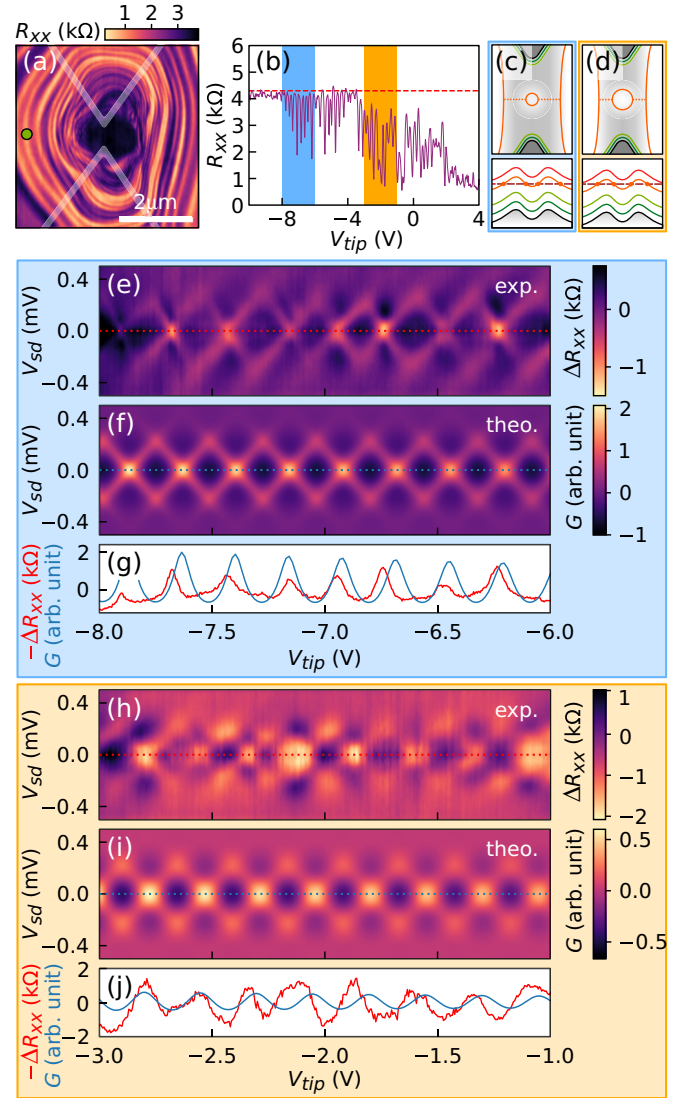 R_xx (kΩ)
1 2 3
(a)
2μm
(b)
R_xx (kΩ)
6
5
4
3
2
1
0
−8 −4 0 4
V_tip (V)
(c)
(d)
(e)
exp.
V_sd (mV)
0.4
0.0
−0.4
0
−1
ΔR_xx (kΩ)
(f)
theo.
V_sd (mV)
0.4
0.0
−0.4
2
1
0
−1
G (arb. unit)
(g)
−ΔR_xx (kΩ)
G (arb. unit)
2
0
−8.0 −7.5 −7.0 −6.5 −6.0
V_tip (V)
(h)
exp.
V_sd (mV)
0.4
0.0
−0.4
1
0
−1
−2
ΔR_xx (kΩ)
(i)
theo.
V_sd (mV)
0.4
0.0
−0.4
0.5
0.0
−0.5
G (arb. unit)
(j)
−ΔR_xx (kΩ)
G (arb. unit)
2
0
−2
−3.0 −2.5 −2.0 −1.5 −1.0
V_tip (V)